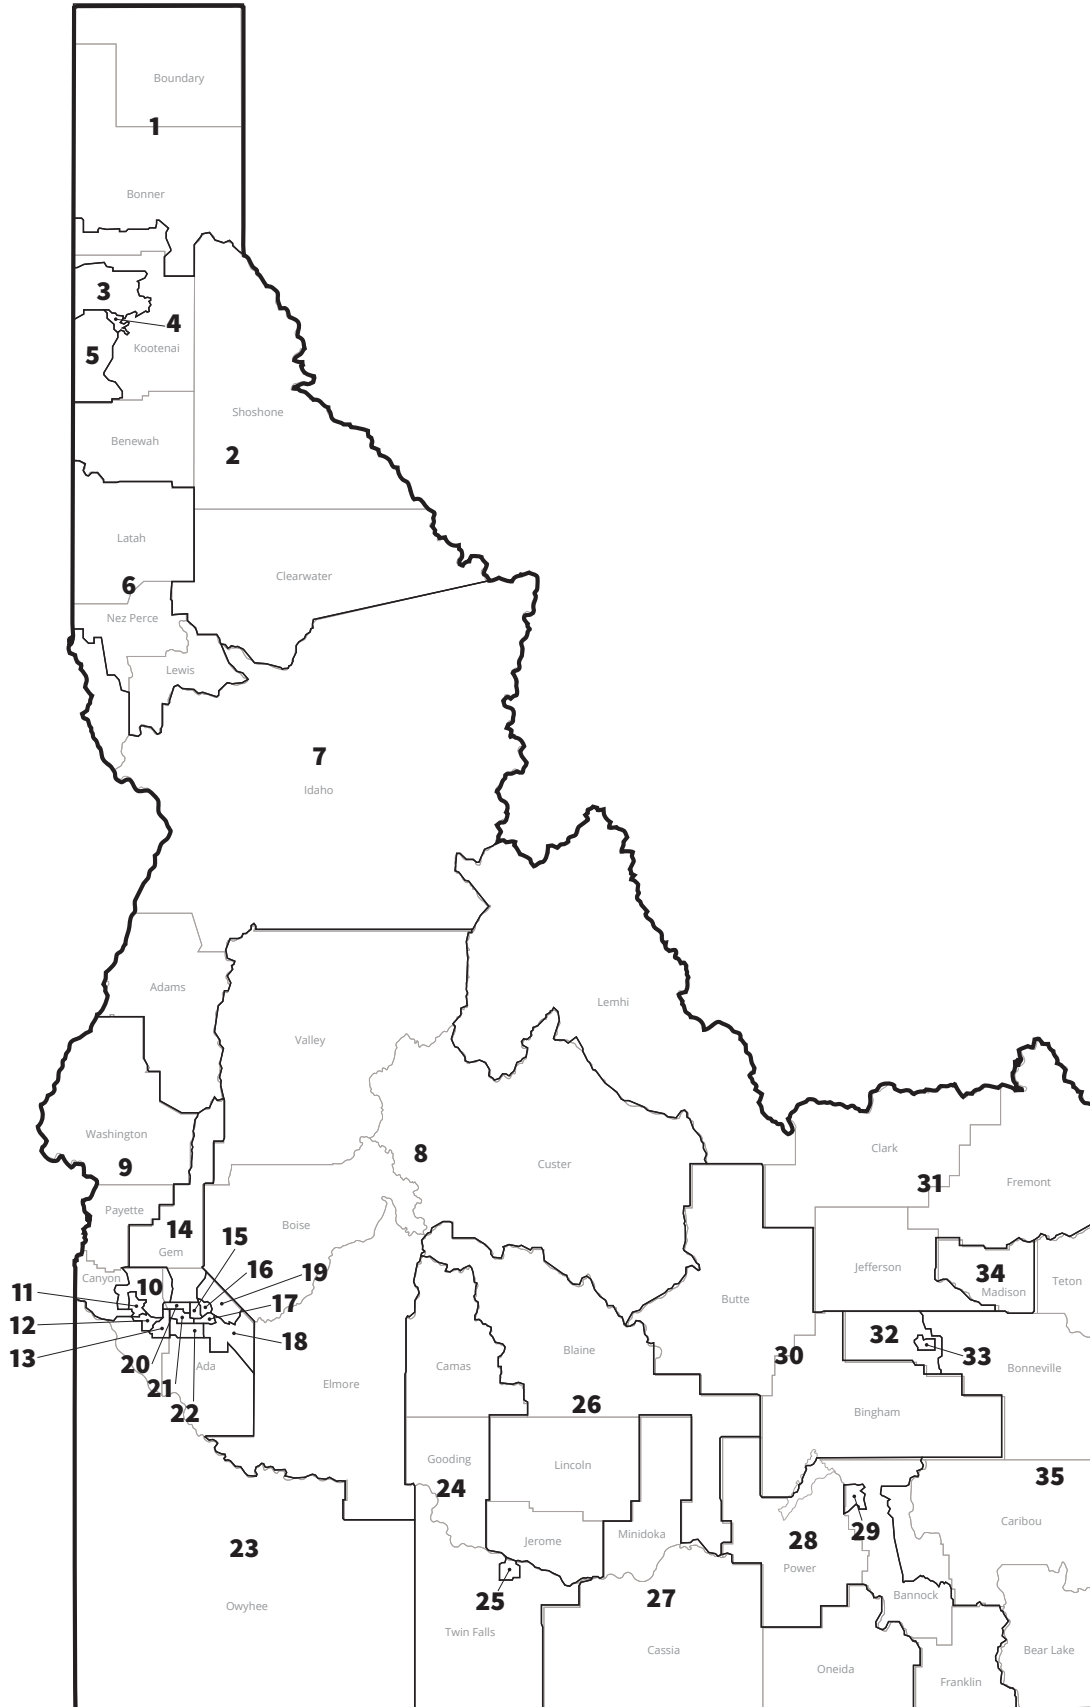 Boundary
1
Bonner
3
4
Kootenai
5
Shoshone
Benewah
2
Latah
Clearwater
6
Nez Perce
Lewis
7
Idaho
Adams
Lemhi
Valley
Washington
Clark
8
9
Custer
31
Fremont
Payette
14
Boise
15
Gem
16
Jefferson
19
34
Canyon
10
Teton
11
17
Madison
Butte
12
32
18
Blaine
30
33
13
20
Ada
Camas
Bonneville
21
Elmore
22
26
Bingham
Gooding
Lincoln
35
24
Caribou
29
Minidoka
28
Jerome
23
Power
25
27
Bannock
Owyhee
Twin Falls
Cassia
Bear Lake
Oneida
Franklin